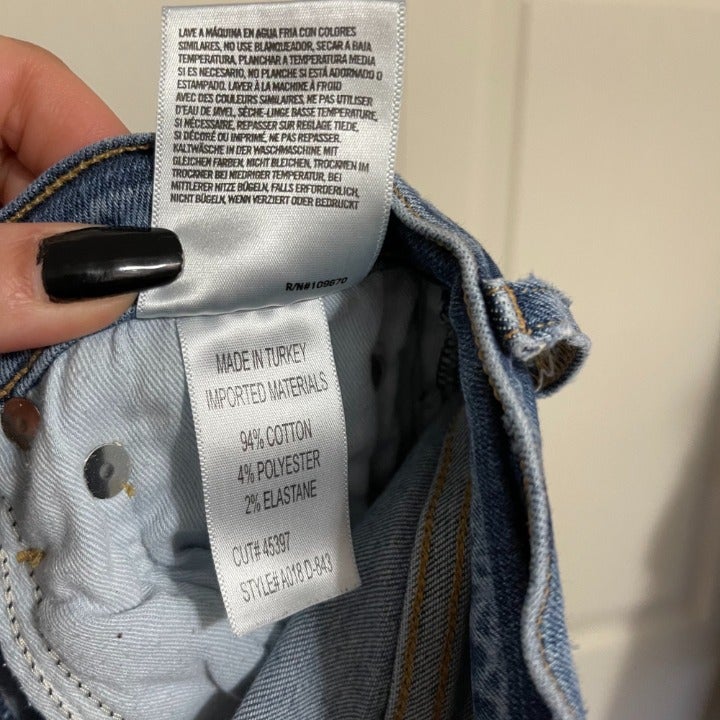 LAVE A MÁQUINA EN AGUA FRIA CON COLORES
SIMILARES, NO USE BLANQUEADOR, SECAR A BAJA
TEMPERATURA, PLANCHAR A TEMPERATURA MEDIA
SI ES NECESARIO, NO PLANCHE SI ESTÁ ADORNADO O
ESTAMPADO. LAVER À LA MACHINE À FROID
AVEC DES COULEURS SIMILAIRES, NE PAS UTILISER
D'EAU DE JAVEL, SÈCHE-LINGE BASSE TEMPERATURE,
SI NÉCESSAIRE, REPASSER SUR REGLAGE TIEDE,
SI DÉCORÉ OU IMPRIMÉ, NE PAS REPASSER.
KALTWÄSCHE IN DER WASCHMASCHINE MIT
GLEICHEN FARBEN, NICHT BLEICHEN, TROCKNEN IM
TROCKNER BEI NIEDRIGER TEMPERATUR, BEI
MITTLERER HITZE BÜGELN, FALLS ERFORDERLICH,
NICHT BÜGELN, WENN VERZIERT ODER BEDRUCKT
R/N#109670
MADE IN TURKEY
IMPORTED MATERIALS
94% COTTON
4% POLYESTER
2% ELASTANE
CUT# 45397
STYLE# A018 D-843